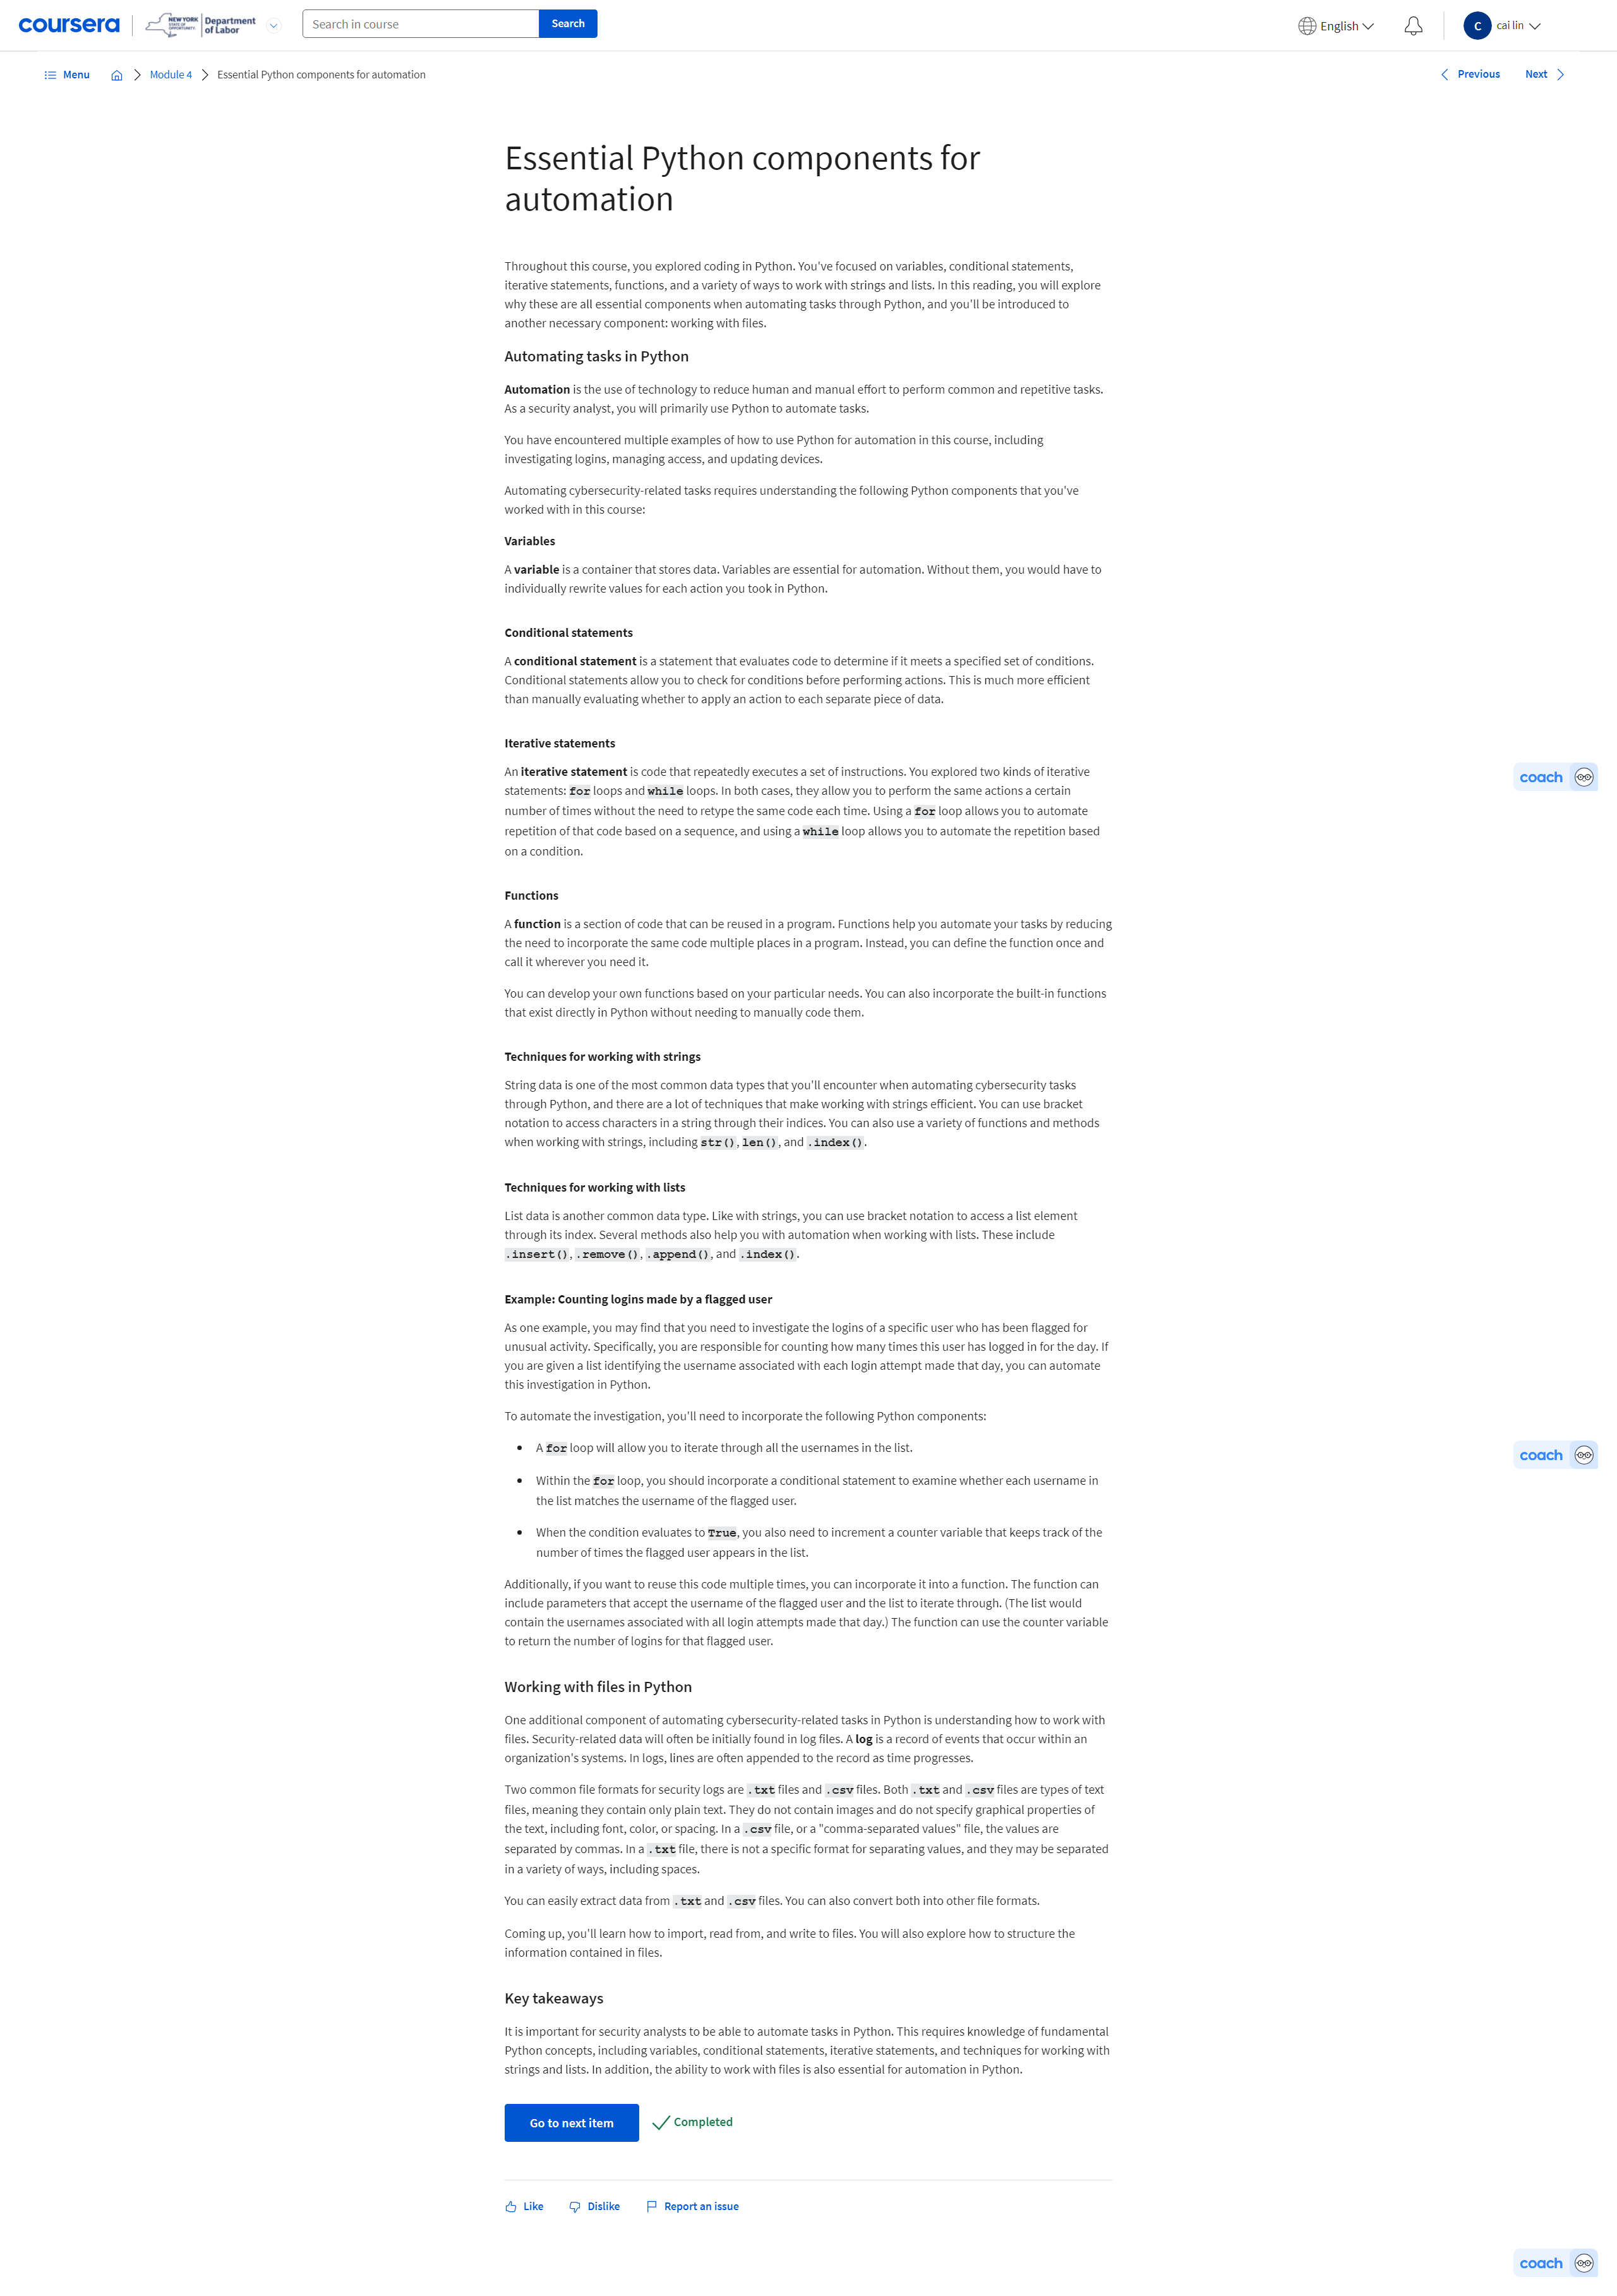 coursera
NEW YORK
STATE OF
OPPORTUNITY
Department
of Labor
Search in course
Search
English
C
cai lin
Menu
Module 4
Essential Python components for automation
Previous
Next
Essential Python components for
automation
Throughout this course, you explored coding in Python. You've focused on variables, conditional statements,
iterative statements, functions, and a variety of ways to work with strings and lists. In this reading, you will explore
why these are all essential components when automating tasks through Python, and you'll be introduced to
another necessary component: working with files.
Automating tasks in Python
Automation is the use of technology to reduce human and manual effort to perform common and repetitive tasks.
As a security analyst, you will primarily use Python to automate tasks.
You have encountered multiple examples of how to use Python for automation in this course, including
investigating logins, managing access, and updating devices.
Automating cybersecurity-related tasks requires understanding the following Python components that you've
worked with in this course:
Variables
A variable is a container that stores data. Variables are essential for automation. Without them, you would have to
individually rewrite values for each action you took in Python.
Conditional statements
A conditional statement is a statement that evaluates code to determine if it meets a specified set of conditions.
Conditional statements allow you to check for conditions before performing actions. This is much more efficient
than manually evaluating whether to apply an action to each separate piece of data.
Iterative statements
An iterative statement is code that repeatedly executes a set of instructions. You explored two kinds of iterative
statements: for loops and while loops. In both cases, they allow you to perform the same actions a certain
number of times without the need to retype the same code each time. Using a for loop allows you to automate
repetition of that code based on a sequence, and using a while loop allows you to automate the repetition based
on a condition.
coach
Functions
A function is a section of code that can be reused in a program. Functions help you automate your tasks by reducing
the need to incorporate the same code multiple places in a program. Instead, you can define the function once and
call it wherever you need it.
You can develop your own functions based on your particular needs. You can also incorporate the built-in functions
that exist directly in Python without needing to manually code them.
Techniques for working with strings
String data is one of the most common data types that you'll encounter when automating cybersecurity tasks
through Python, and there are a lot of techniques that make working with strings efficient. You can use bracket
notation to access characters in a string through their indices. You can also use a variety of functions and methods
when working with strings, including str(), len(), and .index().
Techniques for working with lists
List data is another common data type. Like with strings, you can use bracket notation to access a list element
through its index. Several methods also help you with automation when working with lists. These include
.insert(), .remove(), .append(), and .index().
Example: Counting logins made by a flagged user
As one example, you may find that you need to investigate the logins of a specific user who has been flagged for
unusual activity. Specifically, you are responsible for counting how many times this user has logged in for the day. If
you are given a list identifying the username associated with each login attempt made that day, you can automate
this investigation in Python.
To automate the investigation, you'll need to incorporate the following Python components:
• A for loop will allow you to iterate through all the usernames in the list.
coach
• Within the for loop, you should incorporate a conditional statement to examine whether each username in
the list matches the username of the flagged user.
• When the condition evaluates to True, you also need to increment a counter variable that keeps track of the
number of times the flagged user appears in the list.
Additionally, if you want to reuse this code multiple times, you can incorporate it into a function. The function can
include parameters that accept the username of the flagged user and the list to iterate through. (The list would
contain the usernames associated with all login attempts made that day.) The function can use the counter variable
to return the number of logins for that flagged user.
Working with files in Python
One additional component of automating cybersecurity-related tasks in Python is understanding how to work with
files. Security-related data will often be initially found in log files. A log is a record of events that occur within an
organization's systems. In logs, lines are often appended to the record as time progresses.
Two common file formats for security logs are .txt files and .csv files. Both .txt and .csv files are types of text
files, meaning they contain only plain text. They do not contain images and do not specify graphical properties of
the text, including font, color, or spacing. In a .csv file, or a "comma-separated values" file, the values are
separated by commas. In a .txt file, there is not a specific format for separating values, and they may be separated
in a variety of ways, including spaces.
You can easily extract data from .txt and .csv files. You can also convert both into other file formats.
Coming up, you'll learn how to import, read from, and write to files. You will also explore how to structure the
information contained in files.
Key takeaways
It is important for security analysts to be able to automate tasks in Python. This requires knowledge of fundamental
Python concepts, including variables, conditional statements, iterative statements, and techniques for working with
strings and lists. In addition, the ability to work with files is also essential for automation in Python.
Go to next item
Completed
Like
Dislike
Report an issue
coach